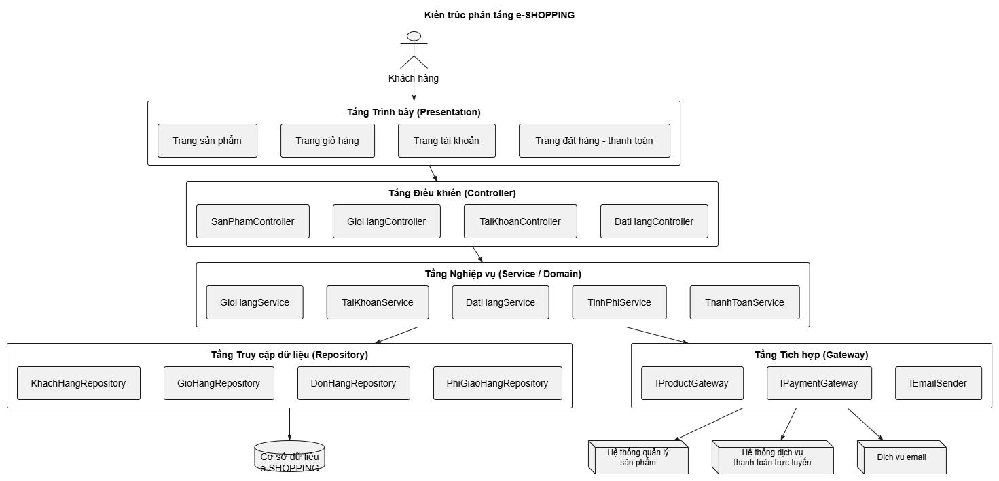 Kiến trúc phân tầng e-SHOPPING
Khách hàng
Tầng Trình bày (Presentation)
Trang sản phẩm
Trang giỏ hàng
Trang tài khoản
Trang đặt hàng - thanh toán
Tầng Điều khiển (Controller)
SanPhamController
GioHangController
TaiKhoanController
DatHangController
Tầng Nghiệp vụ (Service / Domain)
GioHangService
TaiKhoanService
DatHangService
TinhPhiService
ThanhToanService
Tầng Truy cập dữ liệu (Repository)
KhachHangRepository
GioHangRepository
DonHangRepository
PhiGiaoHangRepository
Tầng Tích hợp (Gateway)
IProductGateway
IPaymentGateway
IEmailSender
Cơ sở dữ liệu
e-SHOPPING
Hệ thống quản lý
sản phẩm
Hệ thống dịch vụ
thanh toán trực tuyến
Dịch vụ email